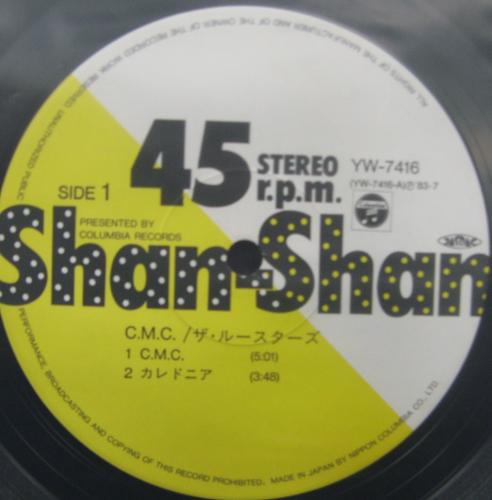 ALL RIGHTS OF THE MANUFACTURER AND OF THE OWNER OF THE RECORDED WORK RESERVED. UNAUTHORIZED PUBLIC
PERFORMANCE, BROADCASTING AND COPYING OF THIS RECORD PROHIBITED. MADE IN JAPAN BY NIPPON COLUMBIA CO., LTD.
45 STEREO r.p.m.
YW-7416
(YW-7416-A)Ⓟ'83・7
SIDE 1
PRESENTED BY
COLUMBIA RECORDS
Shan-Shan
C.M.C. /ザ・ルースターズ
1 C.M.C. (5:01)
2 カレドニア (3:48)